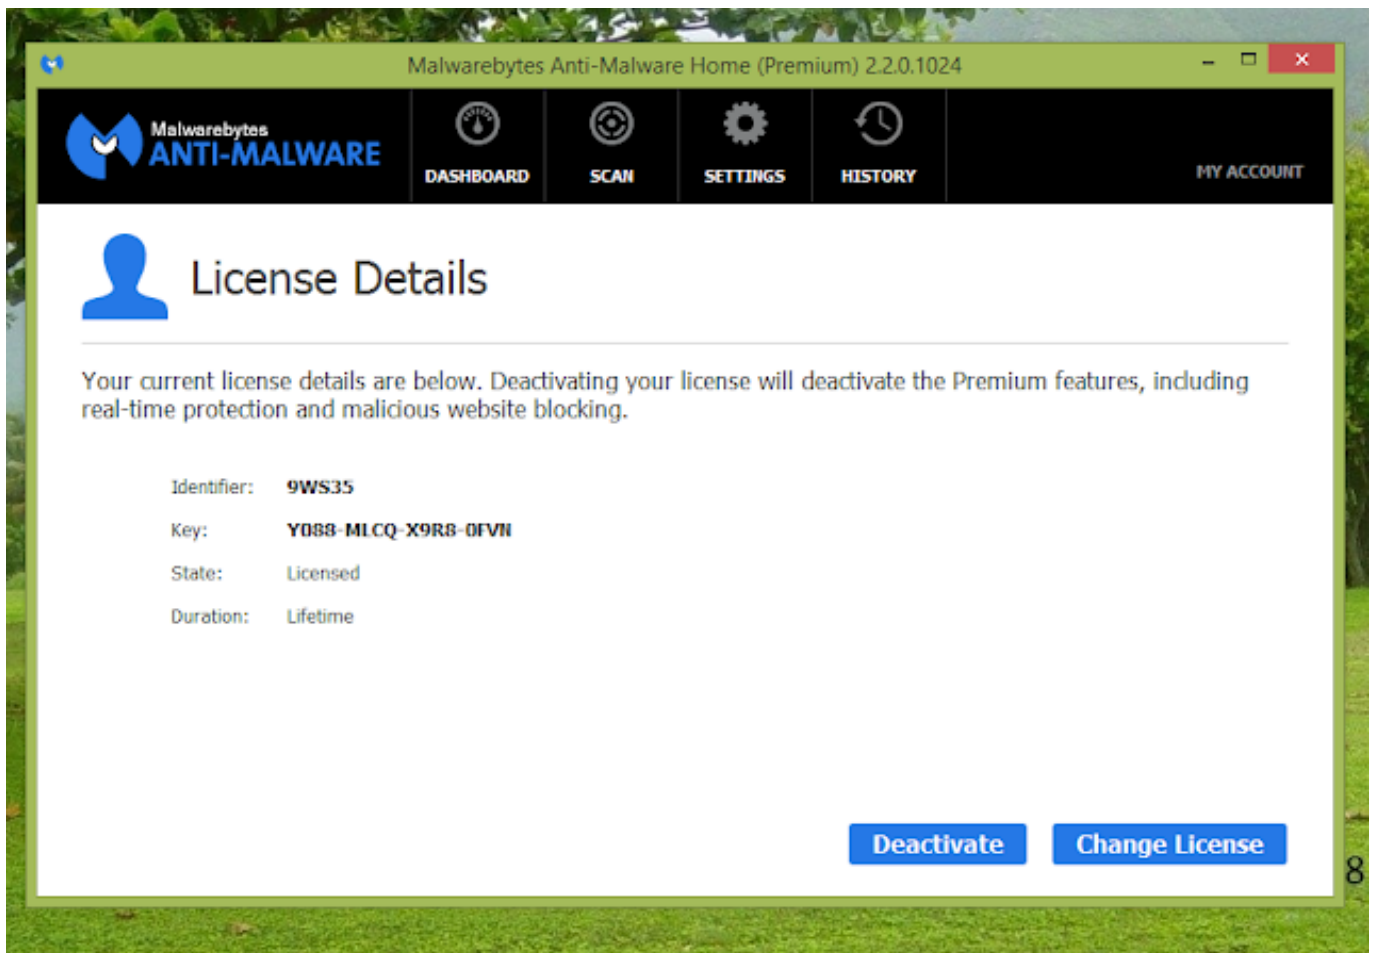 Malwarebytes Anti-Malware Home (Premium) 2.2.0.1024
Malwarebytes
ANTI-MALWARE
DASHBOARD
SCAN
SETTINGS
HISTORY
MY ACCOUNT
License Details
Your current license details are below. Deactivating your license will deactivate the Premium features, including
real-time protection and malicious website blocking.
Identifier: 9WS35
Key: Y088-MLCQ-X9R8-0FVN
State: Licensed
Duration: Lifetime
Deactivate
Change License
8